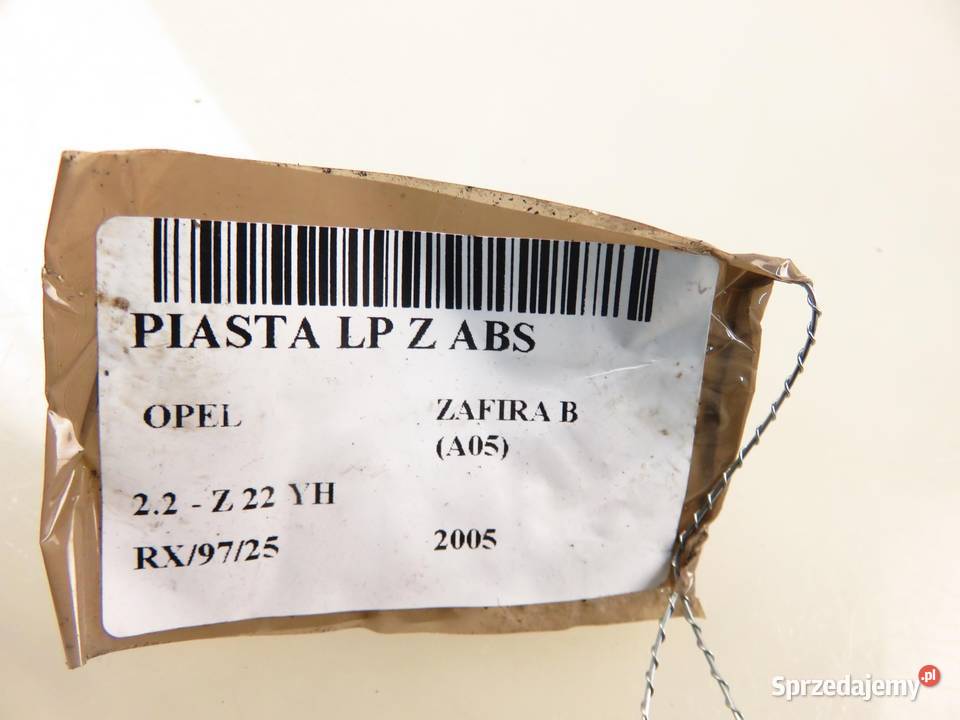 PIASTA LP Z ABS
OPEL ZAFIRA B
(A05)
2.2 - Z 22 YH
RX/97/25 2005
Sprzedajemy.pl